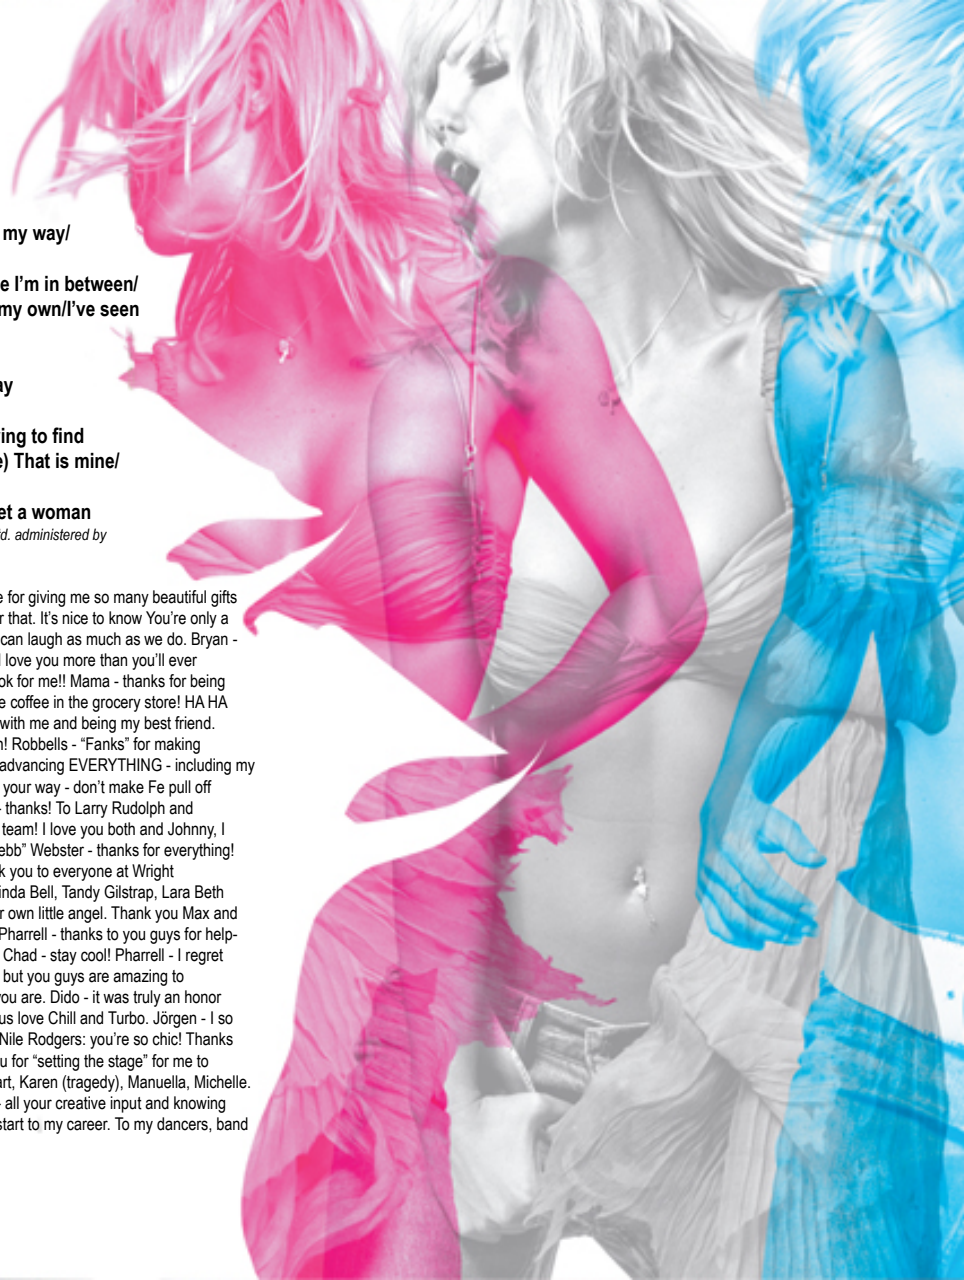 my way/
e I'm in between/
my own/I've seen
ay
ing to find
e) That is mine/
et a woman
d. administered by
e for giving me so many beautiful gifts
r that. It's nice to know You're only a
can laugh as much as we do. Bryan -
I love you more than you'll ever
ok for me!! Mama - thanks for being
e coffee in the grocery store! HA HA
with me and being my best friend.
n! Robbells - “Fanks” for making
advancing EVERYTHING - including my
your way - don't make Fe pull off
- thanks! To Larry Rudolph and
team! I love you both and Johnny, I
ebb” Webster - thanks for everything!
k you to everyone at Wright
inda Bell, Tandy Gilstrap, Lara Beth
r own little angel. Thank you Max and
Pharrell - thanks to you guys for help-
Chad - stay cool! Pharrell - I regret
but you guys are amazing to
you are. Dido - it was truly an honor
us love Chill and Turbo. Jörgen - I so
Nile Rodgers: you're so chic! Thanks
u for “setting the stage” for me to
art, Karen (tragedy), Manuella, Michelle.
- all your creative input and knowing
start to my career. To my dancers, band